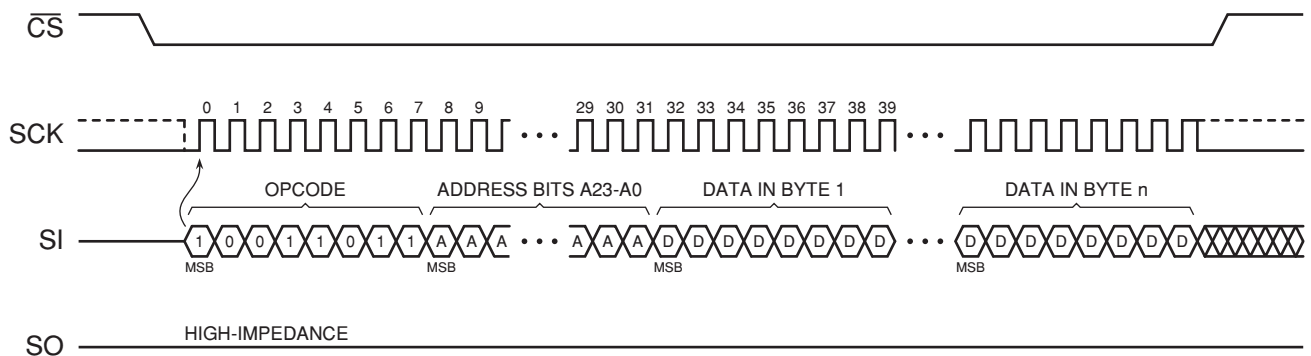 CS
0 1 2 3 4 5 6 7 8 9 29 30 31 32 33 34 35 36 37 38 39
SCK
OPCODE ADDRESS BITS A23-A0 DATA IN BYTE 1 DATA IN BYTE n
SI 1 0 0 1 1 0 1 1 A A A A A A D D D D D D D D D D D D D D D D
MSB MSB MSB MSB
HIGH-IMPEDANCE
SO